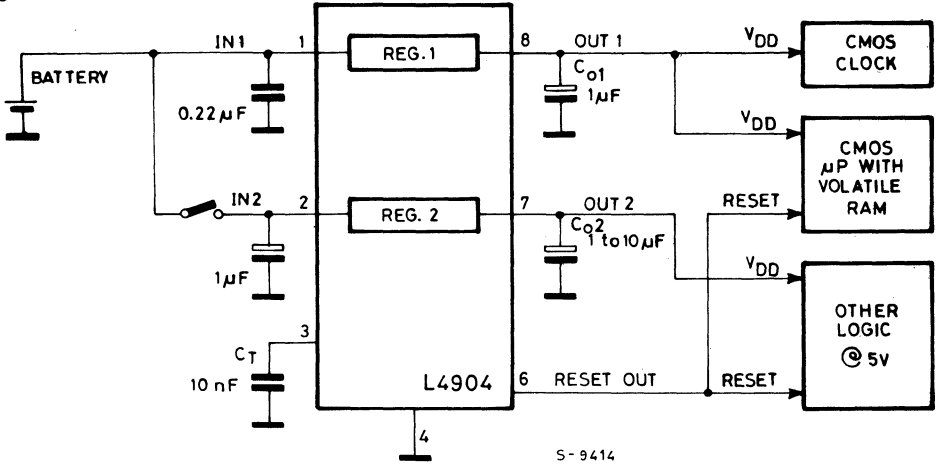 BATTERY
IN1
1
0.22µF
REG.1
8
OUT 1
Co1
1µF
VDD
CMOS
CLOCK
VDD
CMOS
µP WITH
VOLATILE
RAM
RESET
IN2
2
1µF
REG. 2
7
OUT 2
Co2
1 to 10µF
VDD
OTHER
LOGIC
@ 5V
RESET
3
CT
10 nF
L4904
6
RESET OUT
4
S-9414